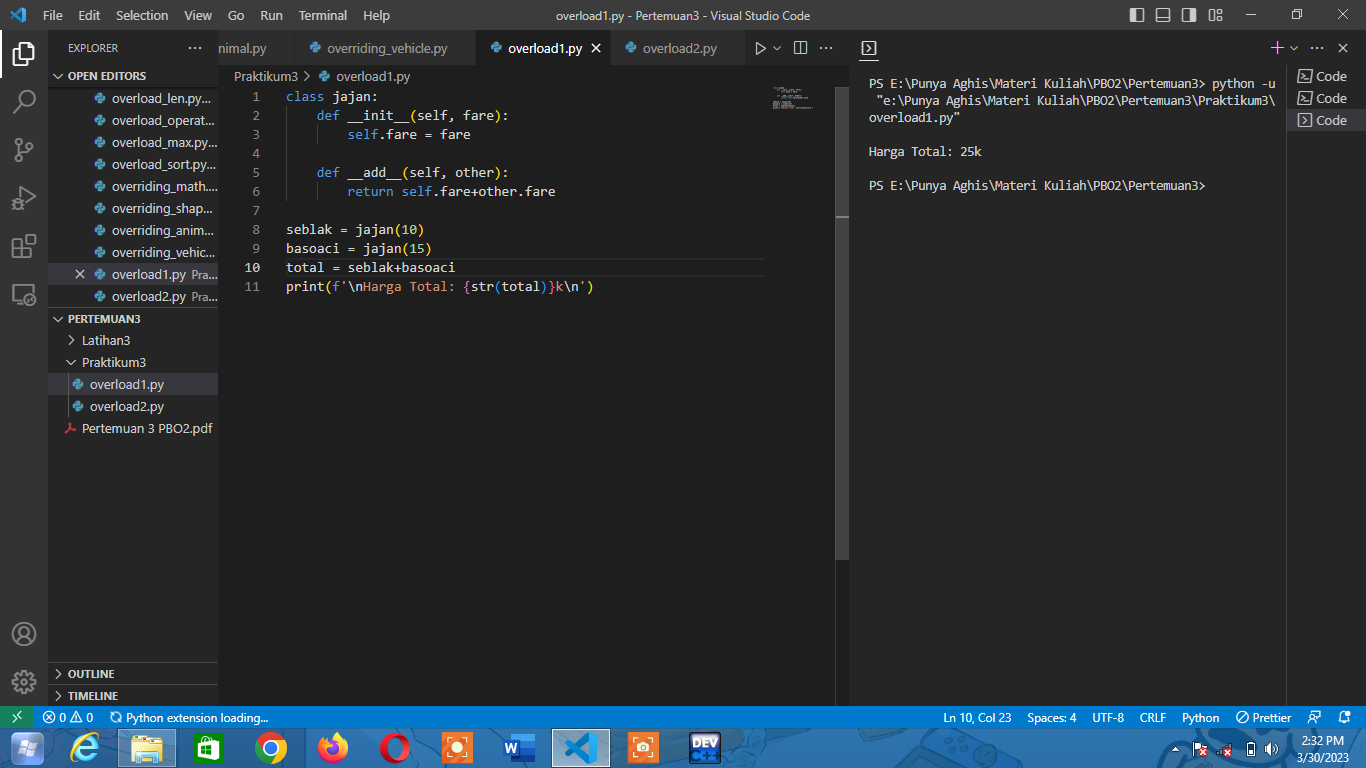 File Edit Selection View Go Run Terminal Help
overload1.py - Pertemuan3 - Visual Studio Code
EXPLORER
OPEN EDITORS
overload_len.py...
overload_operat...
overload_max.py...
overload_sort.py...
overriding_math....
overriding_shap...
overriding_anim...
overriding_vehic...
overload1.py Pra...
overload2.py Pra...
PERTEMUAN3
Latihan3
Praktikum3
overload1.py
overload2.py
Pertemuan 3 PBO2.pdf
OUTLINE
TIMELINE
nimal.py overriding_vehicle.py overload1.py overload2.py
Praktikum3 > overload1.py
1 class jajan:
2 def __init__(self, fare):
3 self.fare = fare
4
5 def __add__(self, other):
6 return self.fare+other.fare
7
8 seblak = jajan(10)
9 basoaci = jajan(15)
10 total = seblak+basoaci
11 print(f'\nHarga Total: {str(total)}k\n')
PS E:\Punya Aghis\Materi Kuliah\PBO2\Pertemuan3> python -u
"e:\Punya Aghis\Materi Kuliah\PBO2\Pertemuan3\Praktikum3\
overload1.py"
Harga Total: 25k
PS E:\Punya Aghis\Materi Kuliah\PBO2\Pertemuan3>
Code
Code
Code
0 0 Python extension loading...
Ln 10, Col 23 Spaces: 4 UTF-8 CRLF Python Prettier
W DEV C++
2:32 PM
3/30/2023